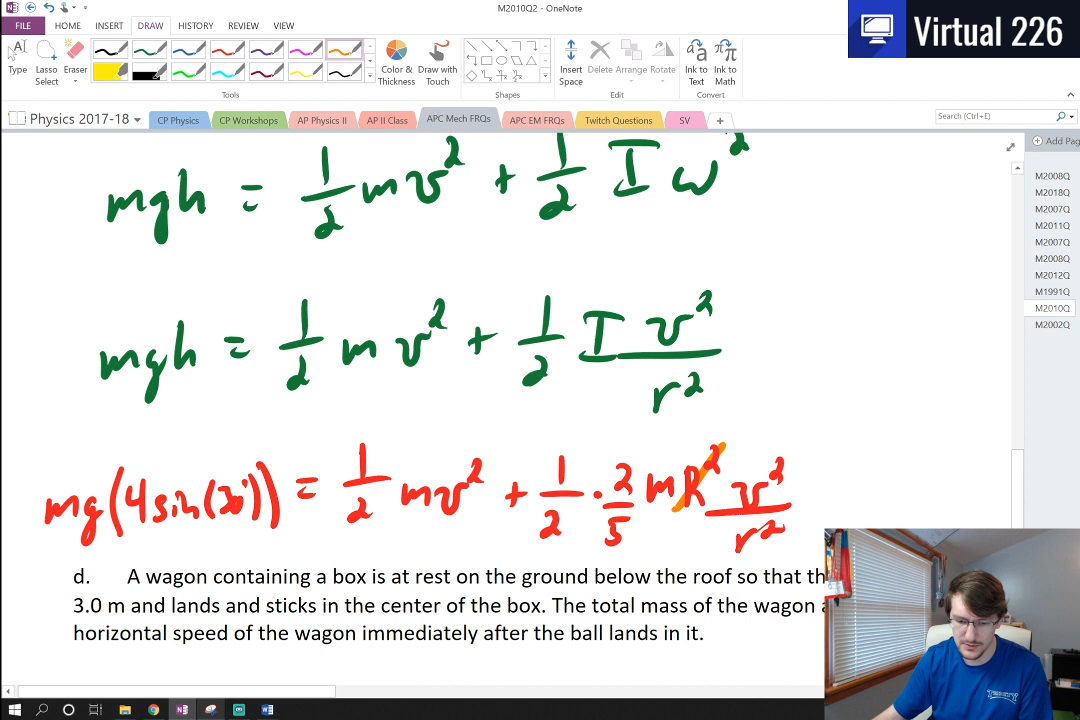 M2010Q2 - OneNote
Virtual 226
FILE HOME INSERT DRAW HISTORY REVIEW VIEW
Type Lasso Select Eraser Color & Thickness Draw with Touch Insert Space Delete Arrange Rotate Ink to Text Ink to Math
Tools Shapes Edit Convert
Physics 2017-18 CP Physics CP Workshops AP Physics II AP II Class APC Mech FRQs APC EM FRQs Twitch Questions SV Search (Ctrl+E)
Add Pag
M2008Q
M2018Q
M2007Q
M2011Q
M2007Q
M2008Q
M2012Q
M1991Q
M2010Q
M2002Q
mgh = 1/2 mv² + 1/2 I ω²
mgh = 1/2 m v² + 1/2 I v²/r²
mg(4sin(30°)) = 1/2 mv² + 1/2 · 2/5 mR² v²/r²
d. A wagon containing a box is at rest on the ground below the roof so that th
3.0 m and lands and sticks in the center of the box. The total mass of the wagon a
horizontal speed of the wagon immediately after the ball lands in it.